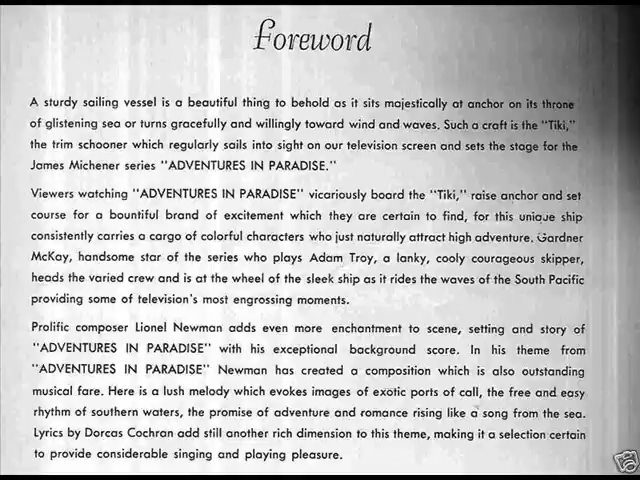 Foreword
A sturdy sailing vessel is a beautiful thing to behold as it sits majestically at anchor on its throne
of glistening sea or turns gracefully and willingly toward wind and waves. Such a craft is the "Tiki,"
the trim schooner which regularly sails into sight on our television screen and sets the stage for the
James Michener series "ADVENTURES IN PARADISE."
Viewers watching "ADVENTURES IN PARADISE" vicariously board the "Tiki," raise anchor and set
course for a bountiful brand of excitement which they are certain to find, for this unique ship
consistently carries a cargo of colorful characters who just naturally attract high adventure. Gardner
McKay, handsome star of the series who plays Adam Troy, a lanky, cooly courageous skipper,
heads the varied crew and is at the wheel of the sleek ship as it rides the waves of the South Pacific
providing some of television's most engrossing moments.
Prolific composer Lionel Newman adds even more enchantment to scene, setting and story of
"ADVENTURES IN PARADISE" with his exceptional background score. In his theme from
"ADVENTURES IN PARADISE" Newman has created a composition which is also outstanding
musical fare. Here is a lush melody which evokes images of exotic ports of call, the free and easy
rhythm of southern waters, the promise of adventure and romance rising like a song from the sea.
Lyrics by Dorcas Cochran add still another rich dimension to this theme, making it a selection certain
to provide considerable singing and playing pleasure.